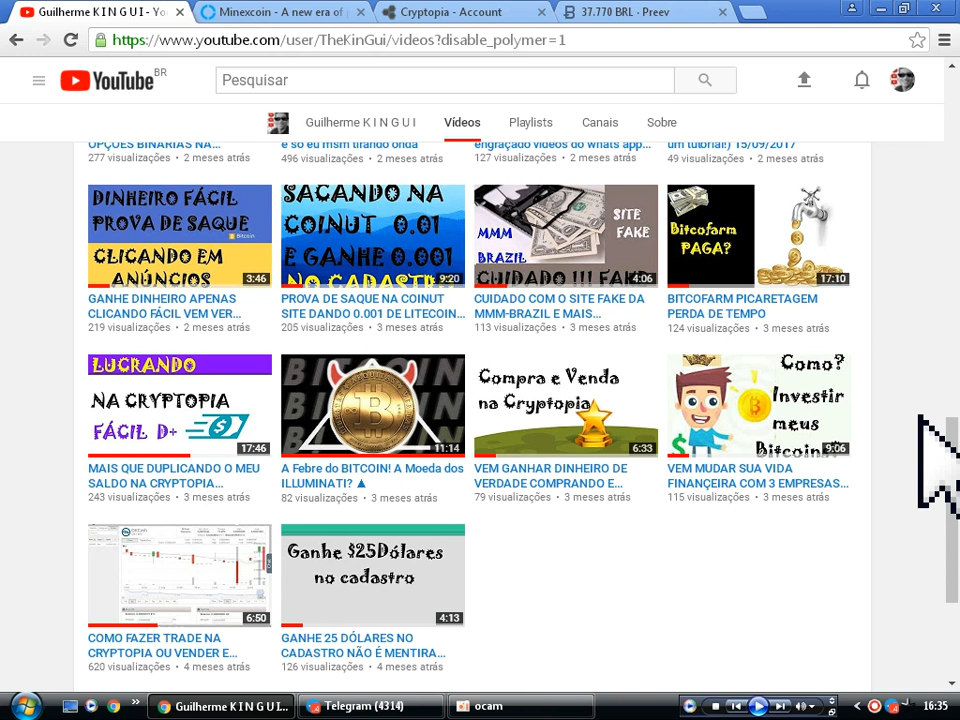 Guilherme K I N G U I - Yo
Minexcoin - A new era of p
Cryptopia - Account
37.770 BRL - Preev
https://www.youtube.com/user/TheKinGui/videos?disable_polymer=1
YouTube BR
Pesquisar
Guilherme K I N G U I
Vídeos
Playlists
Canais
Sobre
OPÇÕES BINÁRIAS NA...
e so eu msm tirando onda
engraçado videos do whats app...
um tutorial:) 15/09/2017
277 visualizações • 2 meses atrás
496 visualizações • 2 meses atrás
127 visualizações • 2 meses atrás
49 visualizações • 2 meses atrás
DINHEIRO FÁCIL
PROVA DE SAQUE
Bitcoin
CLICANDO EM
ANÚNCIOS
3:46
SACANDO NA
COINUT 0.01
E GANHE 0.001
NO CADASTR
9:20
MMM
BRAZIL
SITE
FAKE
CUIDADO !!! FAKE
4:06
Bitcofarm
PAGA?
17:10
GANHE DINHEIRO APENAS
CLICANDO FÁCIL VEM VER...
219 visualizações • 2 meses atrás
PROVA DE SAQUE NA COINUT
SITE DANDO 0.001 DE LITECOIN...
205 visualizações • 3 meses atrás
CUIDADO COM O SITE FAKE DA
MMM-BRAZIL E MAIS...
113 visualizações • 3 meses atrás
BITCOFARM PICARETAGEM
PERDA DE TEMPO
124 visualizações • 3 meses atrás
LUCRANDO
NA CRYPTOPIA
FÁCIL D+
17:46
BITCOIN
BITCOIN
11:14
Compra e Venda
na Cryptopia
6:33
Como?
Investir
meus
Bitcoin
9:06
MAIS QUE DUPLICANDO O MEU
SALDO NA CRYPTOPIA...
243 visualizações • 3 meses atrás
A Febre do BITCOIN! A Moeda dos
ILLUMINATI? ▲
82 visualizações • 3 meses atrás
VEM GANHAR DINHEIRO DE
VERDADE COMPRANDO E...
79 visualizações • 3 meses atrás
VEM MUDAR SUA VIDA
FINANÇEIRA COM 3 EMPRESAS...
115 visualizações • 3 meses atrás
6:50
Ganhe $25Dólares
no cadastro
4:13
COMO FAZER TRADE NA
CRYPTOPIA OU VENDER E...
620 visualizações • 4 meses atrás
GANHE 25 DÓLARES NO
CADASTRO NÃO É MENTIRA...
126 visualizações • 4 meses atrás
Guilherme K I N G U I...
Telegram (4314)
ocam
16:35